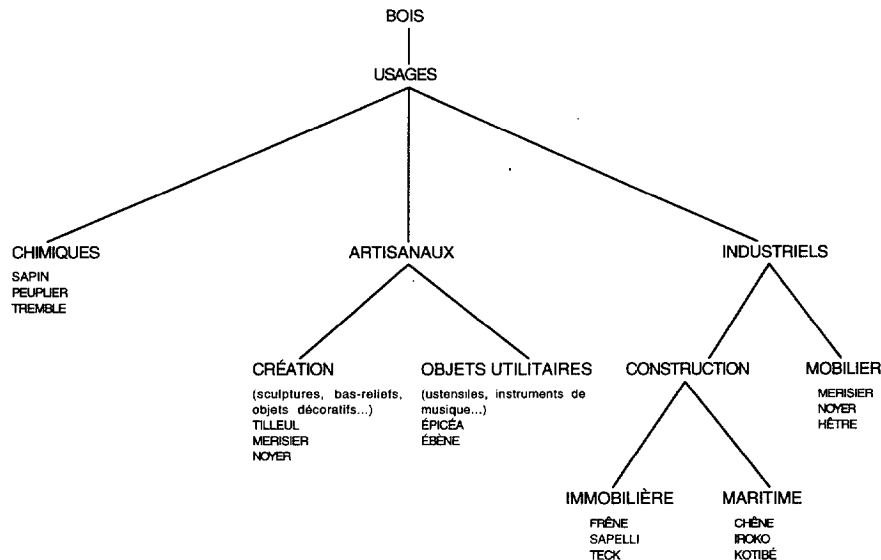 BOIS
USAGES
CHIMIQUES
SAPIN
PEUPLIER
TREMBLE
ARTISANAUX
INDUSTRIELS
CRÉATION
(sculptures, bas-reliefs,
objets décoratifs...)
TILLEUL
MERISIER
NOYER
OBJETS UTILITAIRES
(ustensiles, instruments de
musique...)
ÉPICÉA
ÉBÈNE
CONSTRUCTION
MOBILIER
MERISIER
NOYER
HÊTRE
IMMOBILIÈRE
FRÊNE
SAPELLI
TECK
MARITIME
CHÊNE
IROKO
KOTIBÉ